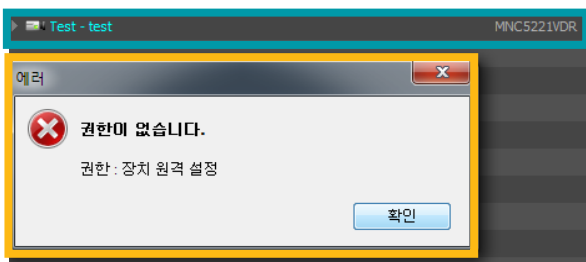 Test - test MNC5221VDR
에러
권한이 없습니다.
권한 : 장치 원격 설정
확인